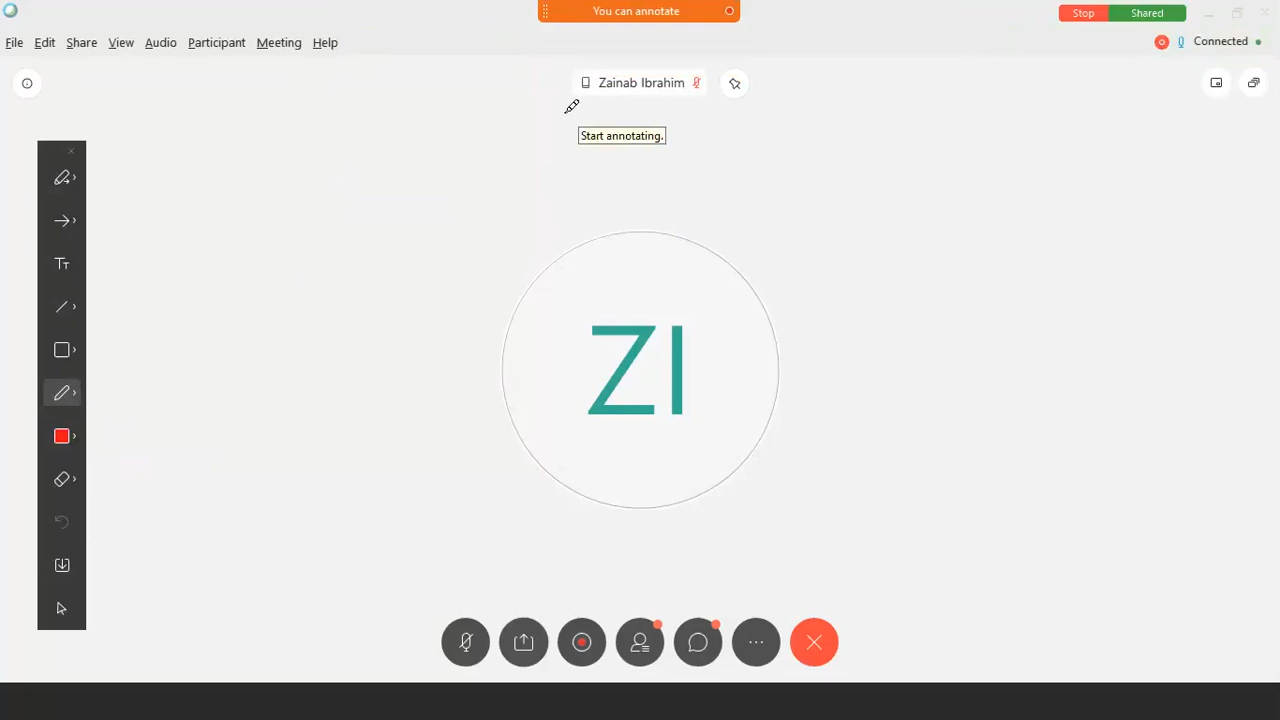 You can annotate
Stop Shared
File Edit Share View Audio Participant Meeting Help
Connected
Zainab Ibrahim
Start annotating.
TT
ZI